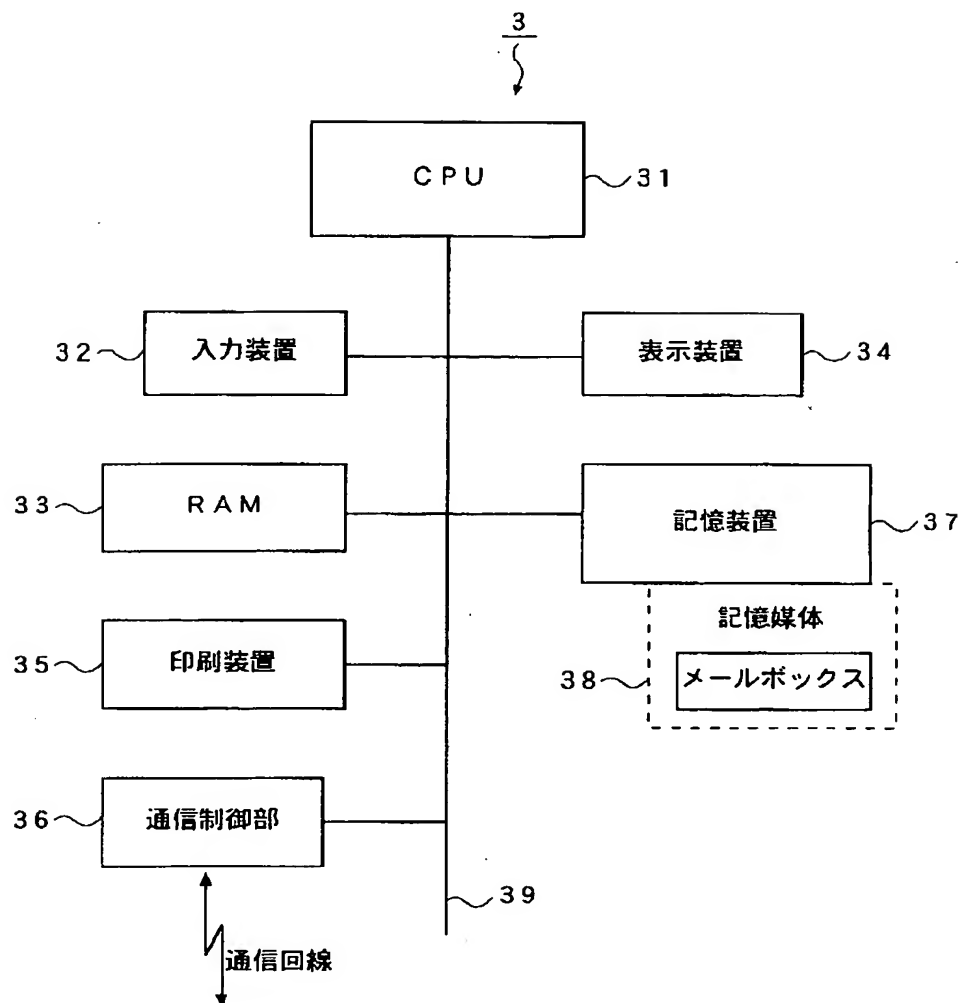 3
CPU
31
32
入力装置
表示装置
34
33
RAM
記憶装置
37
記憶媒体
35
印刷装置
38
メールボックス
36
通信制御部
39
通信回線